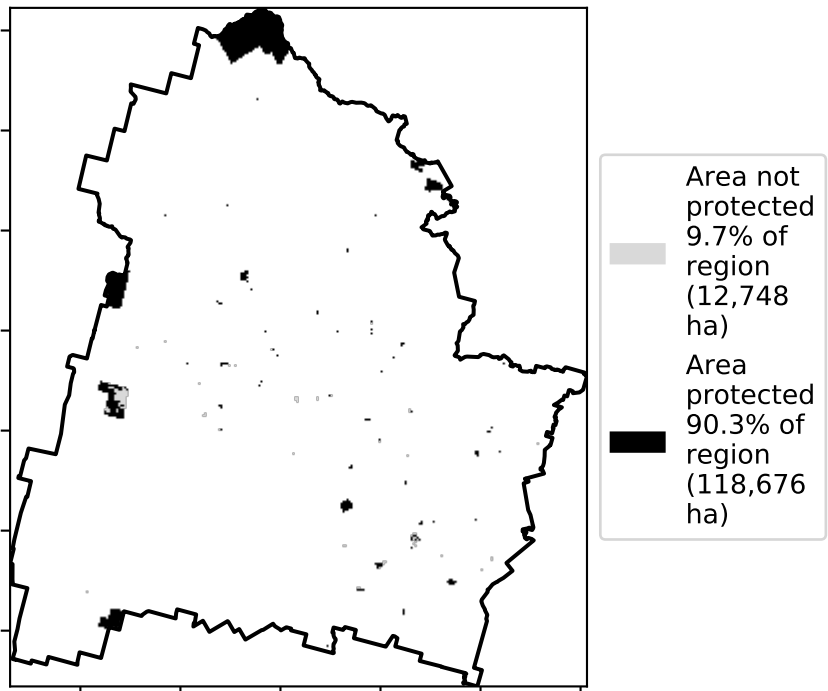 Area not
protected
9.7% of
region
(12,748
ha)
Area
protected
90.3% of
region
(118,676
ha)